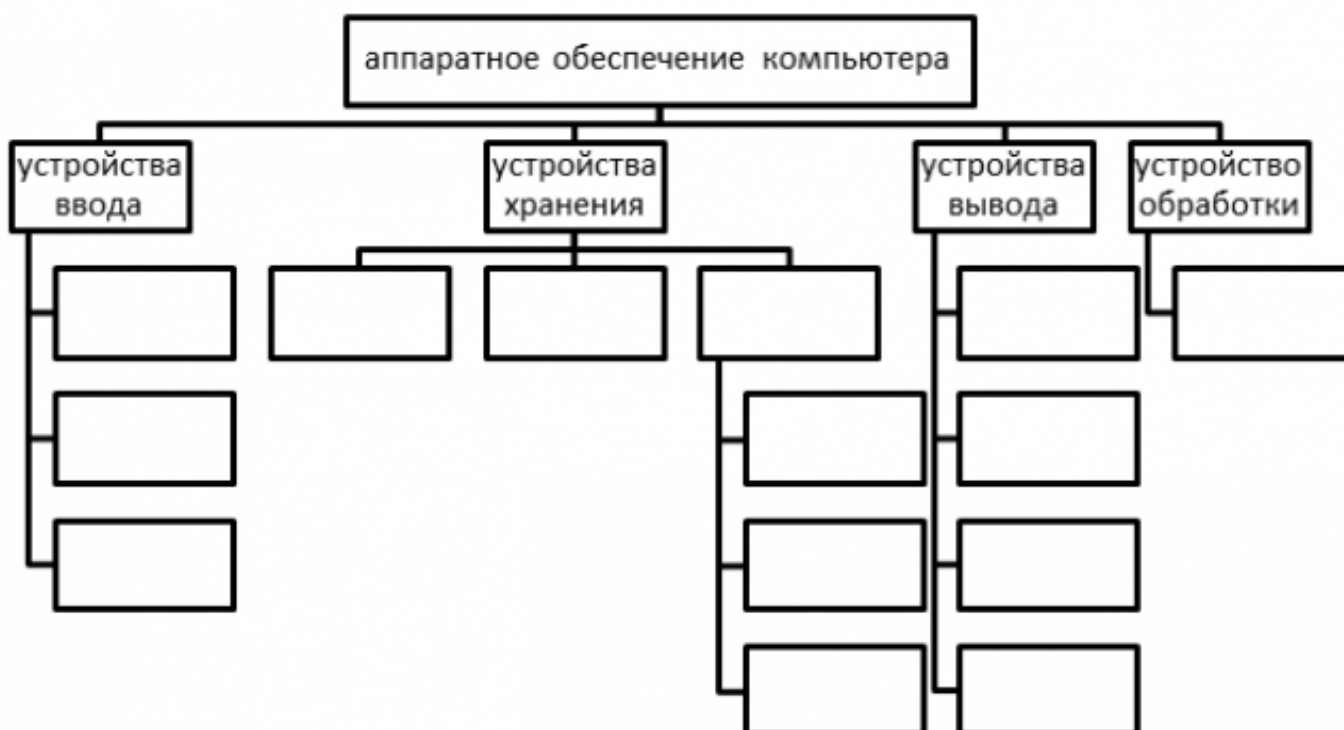 аппаратное обеспечение компьютера
устройства
ввода
устройства
хранения
устройства
вывода
устройство
обработки